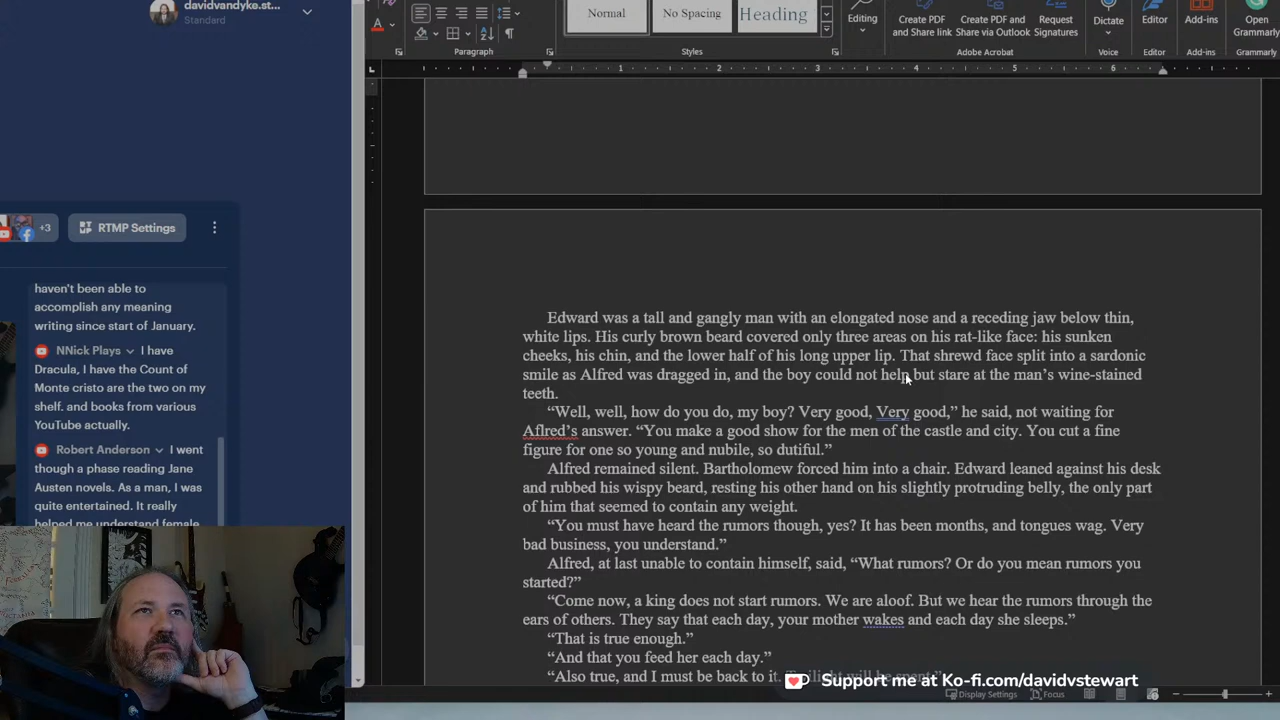 davidvandyke.st...
Standard
+3
RTMP Settings
haven't been able to
accomplish any meaning
writing since start of January.
NNick Plays I have
Dracula, I have the Count of
Monte cristo are the two on my
shelf. and books from various
YouTube actually.
Robert Anderson I went
though a phase reading Jane
Austen novels. As a man, I was
quite entertained. It really
helped me understand female
Normal
No Spacing
Heading
Styles
Editing
Create PDF
and Share link
Create PDF and
Share via Outlook
Request
Signatures
Adobe Acrobat
Dictate
Voice
Editor
Editor
Add-ins
Add-ins
Open
Grammarly
Grammarly
1 2 3 4 5 6
Edward was a tall and gangly man with an elongated nose and a receding jaw below thin,
white lips. His curly brown beard covered only three areas on his rat-like face: his sunken
cheeks, his chin, and the lower half of his long upper lip. That shrewd face split into a sardonic
smile as Alfred was dragged in, and the boy could not help but stare at the man's wine-stained
teeth.
“Well, well, how do you do, my boy? Very good, Very good,” he said, not waiting for
Aflred’s answer. “You make a good show for the men of the castle and city. You cut a fine
figure for one so young and nubile, so dutiful.”
Alfred remained silent. Bartholomew forced him into a chair. Edward leaned against his desk
and rubbed his wispy beard, resting his other hand on his slightly protruding belly, the only part
of him that seemed to contain any weight.
“You must have heard the rumors though, yes? It has been months, and tongues wag. Very
bad business, you understand.”
Alfred, at last unable to contain himself, said, “What rumors? Or do you mean rumors you
started?”
“Come now, a king does not start rumors. We are aloof. But we hear the rumors through the
ears of others. They say that each day, your mother wakes and each day she sleeps.”
“That is true enough.”
“And that you feed her each day.”
“Also true, and I must be back to it.
Support me at Ko-fi.com/davidvstewart
Display Settings
Focus